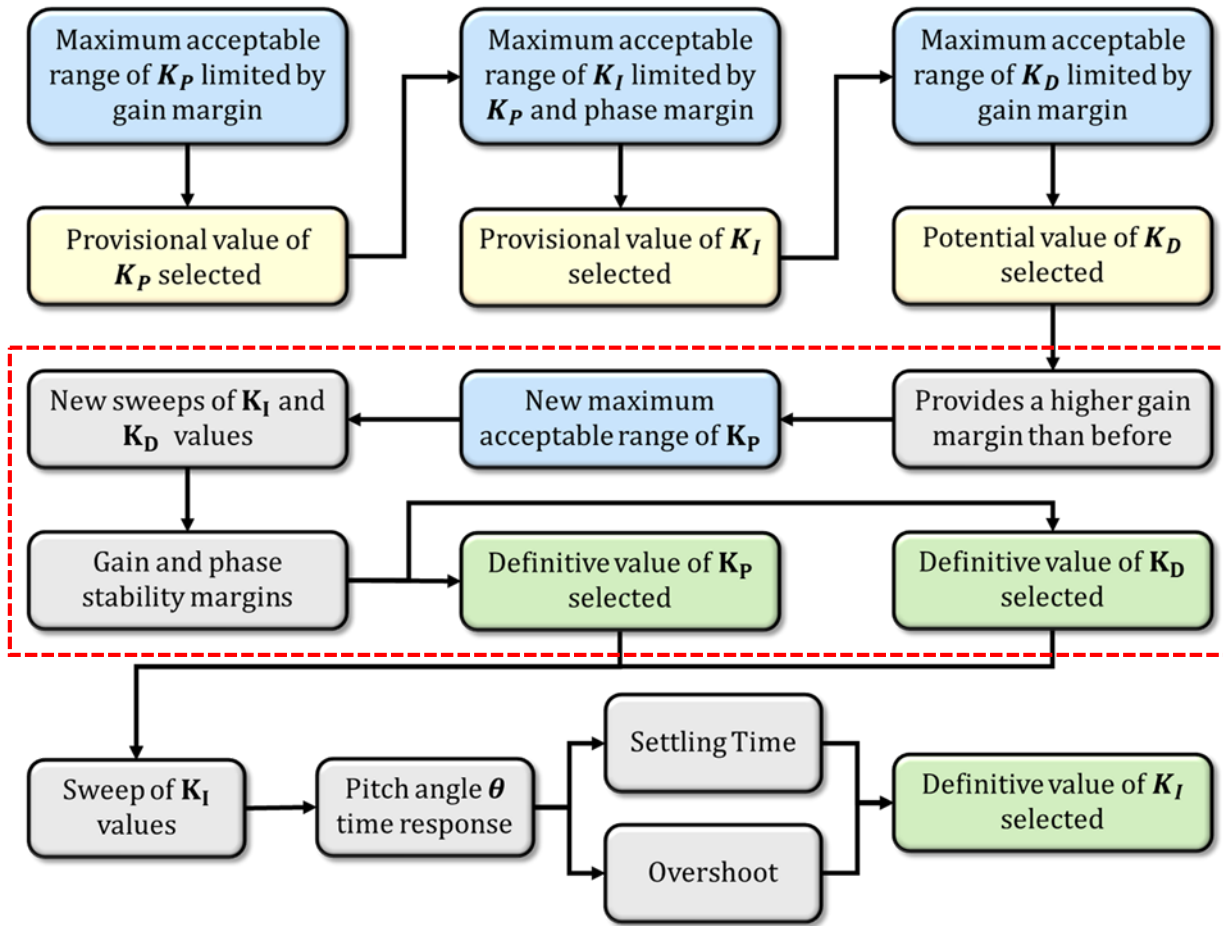 Maximum acceptable
range of K_P limited by
gain margin
Maximum acceptable
range of K_I limited by
K_P and phase margin
Maximum acceptable
range of K_D limited by
gain margin
Provisional value of
K_P selected
Provisional value of K_I
selected
Potential value of K_D
selected
New sweeps of K_I and
K_D values
New maximum
acceptable range of K_P
Provides a higher gain
margin than before
Gain and phase
stability margins
Definitive value of K_P
selected
Definitive value of K_D
selected
Sweep of K_I
values
Pitch angle θ
time response
Settling Time
Overshoot
Definitive value of K_I
selected